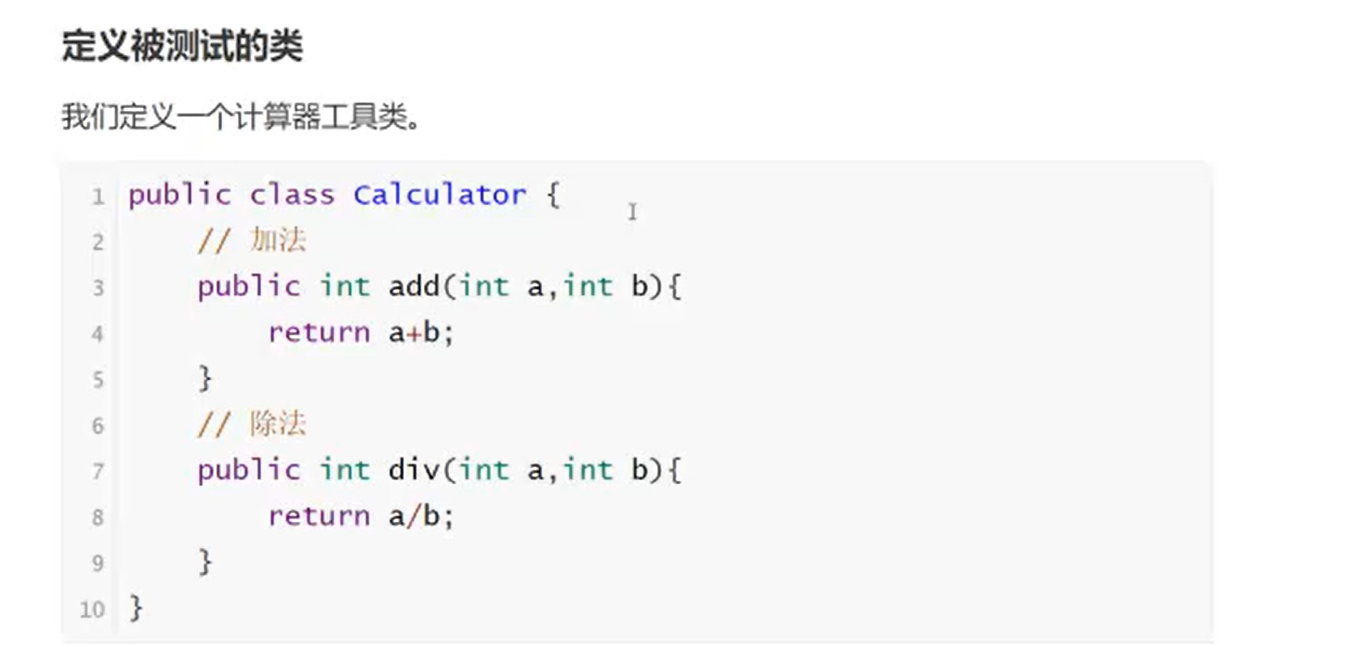 定义被测试的类
我们定义一个计算器工具类。
1 public class Calculator {
2     // 加法
3     public int add(int a,int b){
4         return a+b;
5     }
6     // 除法
7     public int div(int a,int b){
8         return a/b;
9     }
10 }